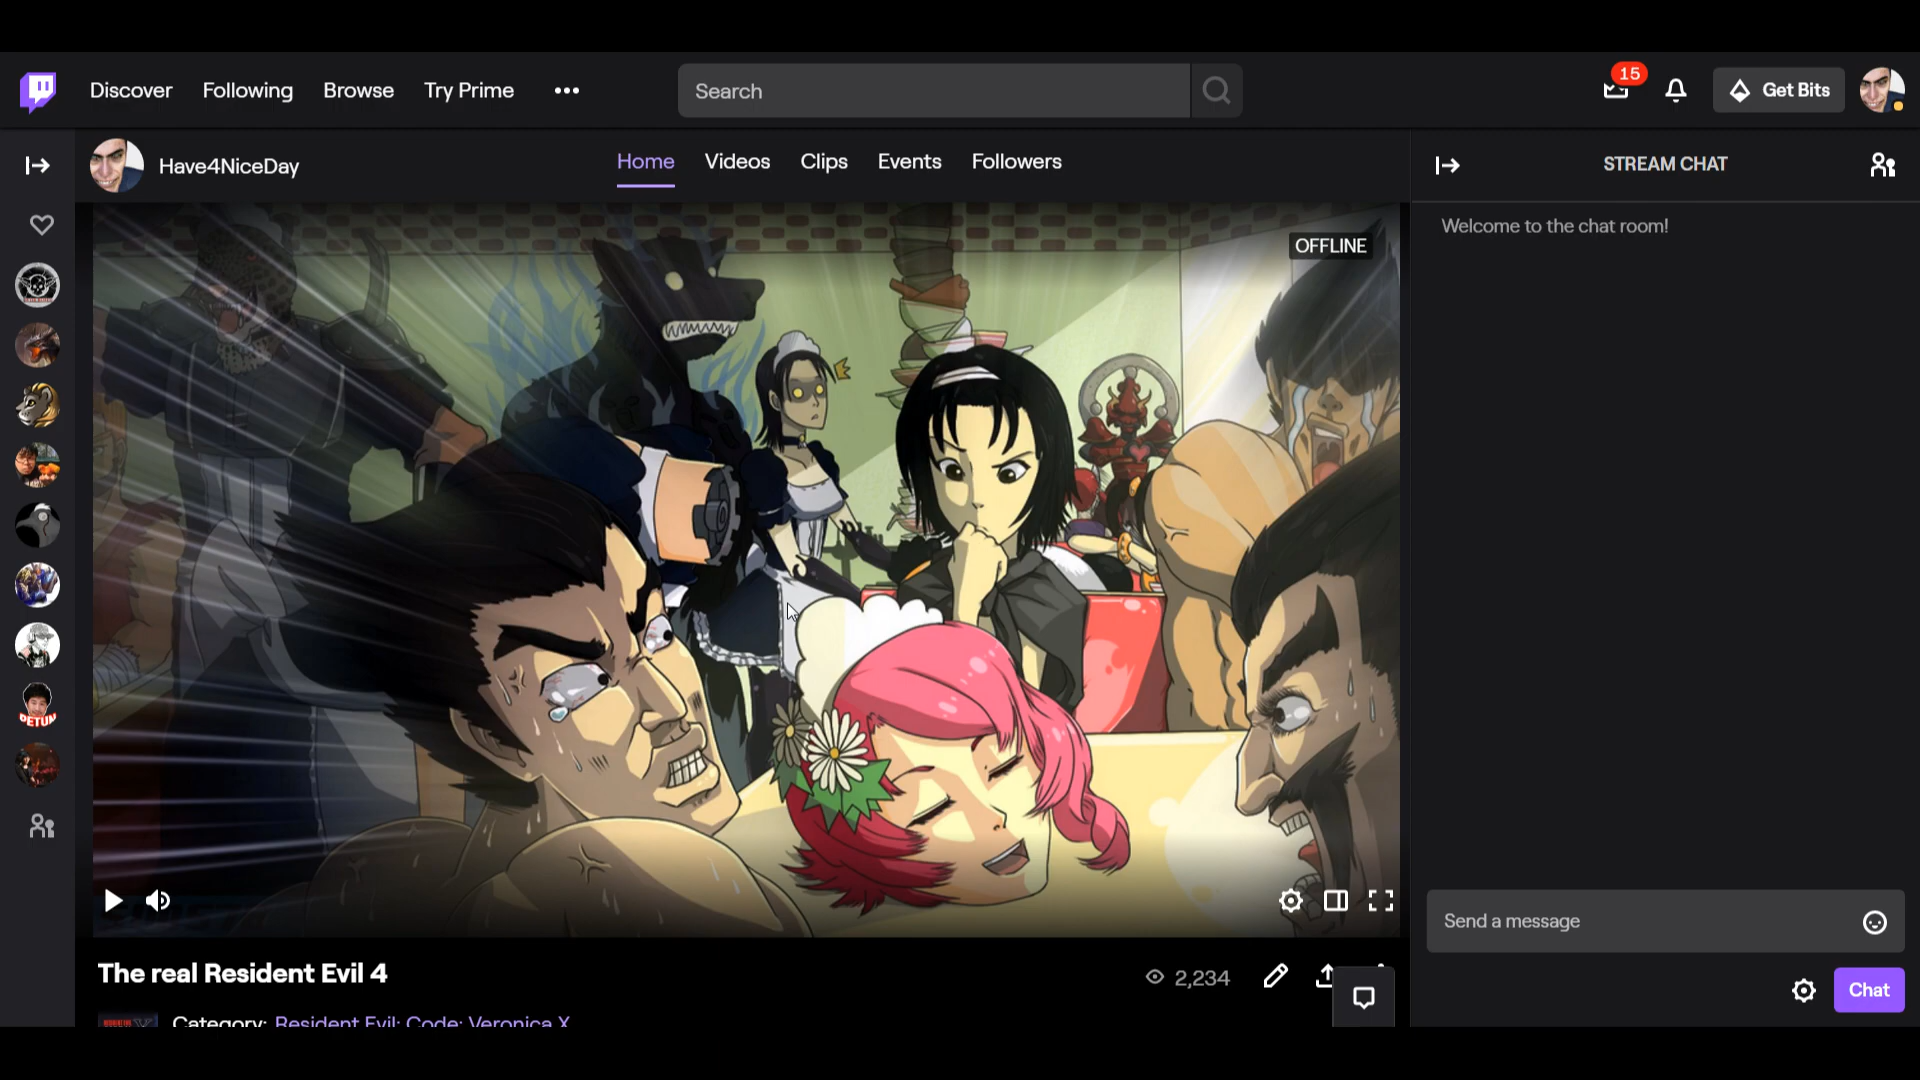 Discover Following Browse Try Prime ••• Search 15 Get Bits
Have4NiceDay Home Videos Clips Events Followers STREAM CHAT
Welcome to the chat room!
OFFLINE
DETUM
Send a message
The real Resident Evil 4 2,234
Chat
Category: Resident Evil: Code: Veronica X